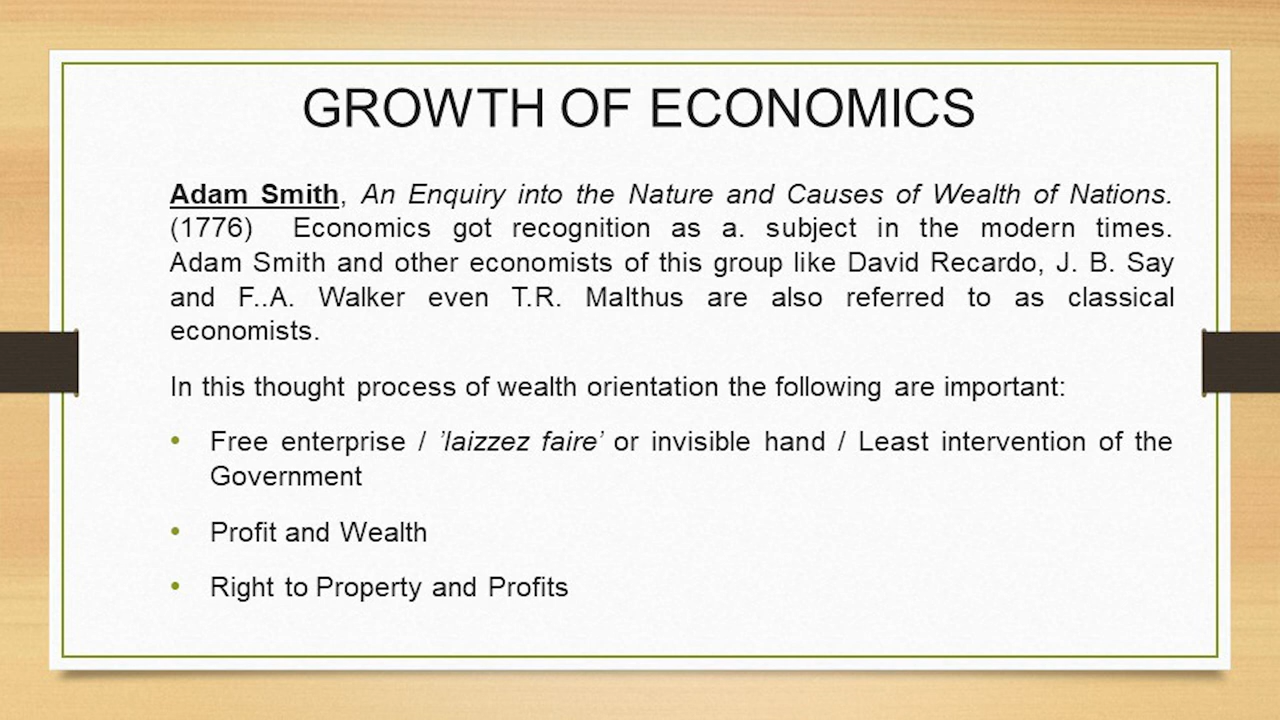 GROWTH OF ECONOMICS
Adam Smith, An Enquiry into the Nature and Causes of Wealth of Nations.
(1776) Economics got recognition as a. subject in the modern times.
Adam Smith and other economists of this group like David Recardo, J. B. Say
and F..A. Walker even T.R. Malthus are also referred to as classical
economists.
In this thought process of wealth orientation the following are important:
• Free enterprise / ’laizzez faire’ or invisible hand / Least intervention of the
Government
• Profit and Wealth
• Right to Property and Profits